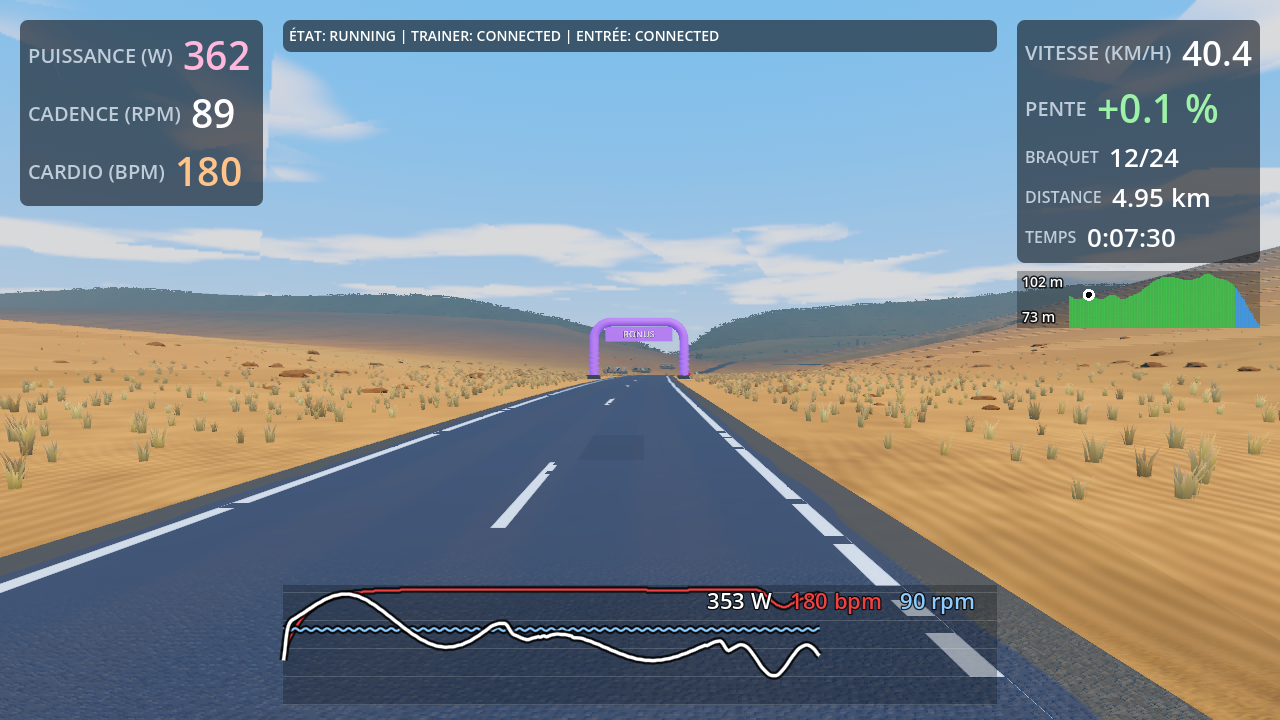 PUISSANCE (W) 362
CADENCE (RPM) 89
CARDIO (BPM) 180
ÉTAT: RUNNING | TRAINER: CONNECTED | ENTRÉE: CONNECTED
VITESSE (KM/H) 40.4
PENTE +0.1 %
BRAQUET 12/24
DISTANCE 4.95 km
TEMPS 0:07:30
102 m
73 m
BONUS
353 W 180 bpm 90 rpm